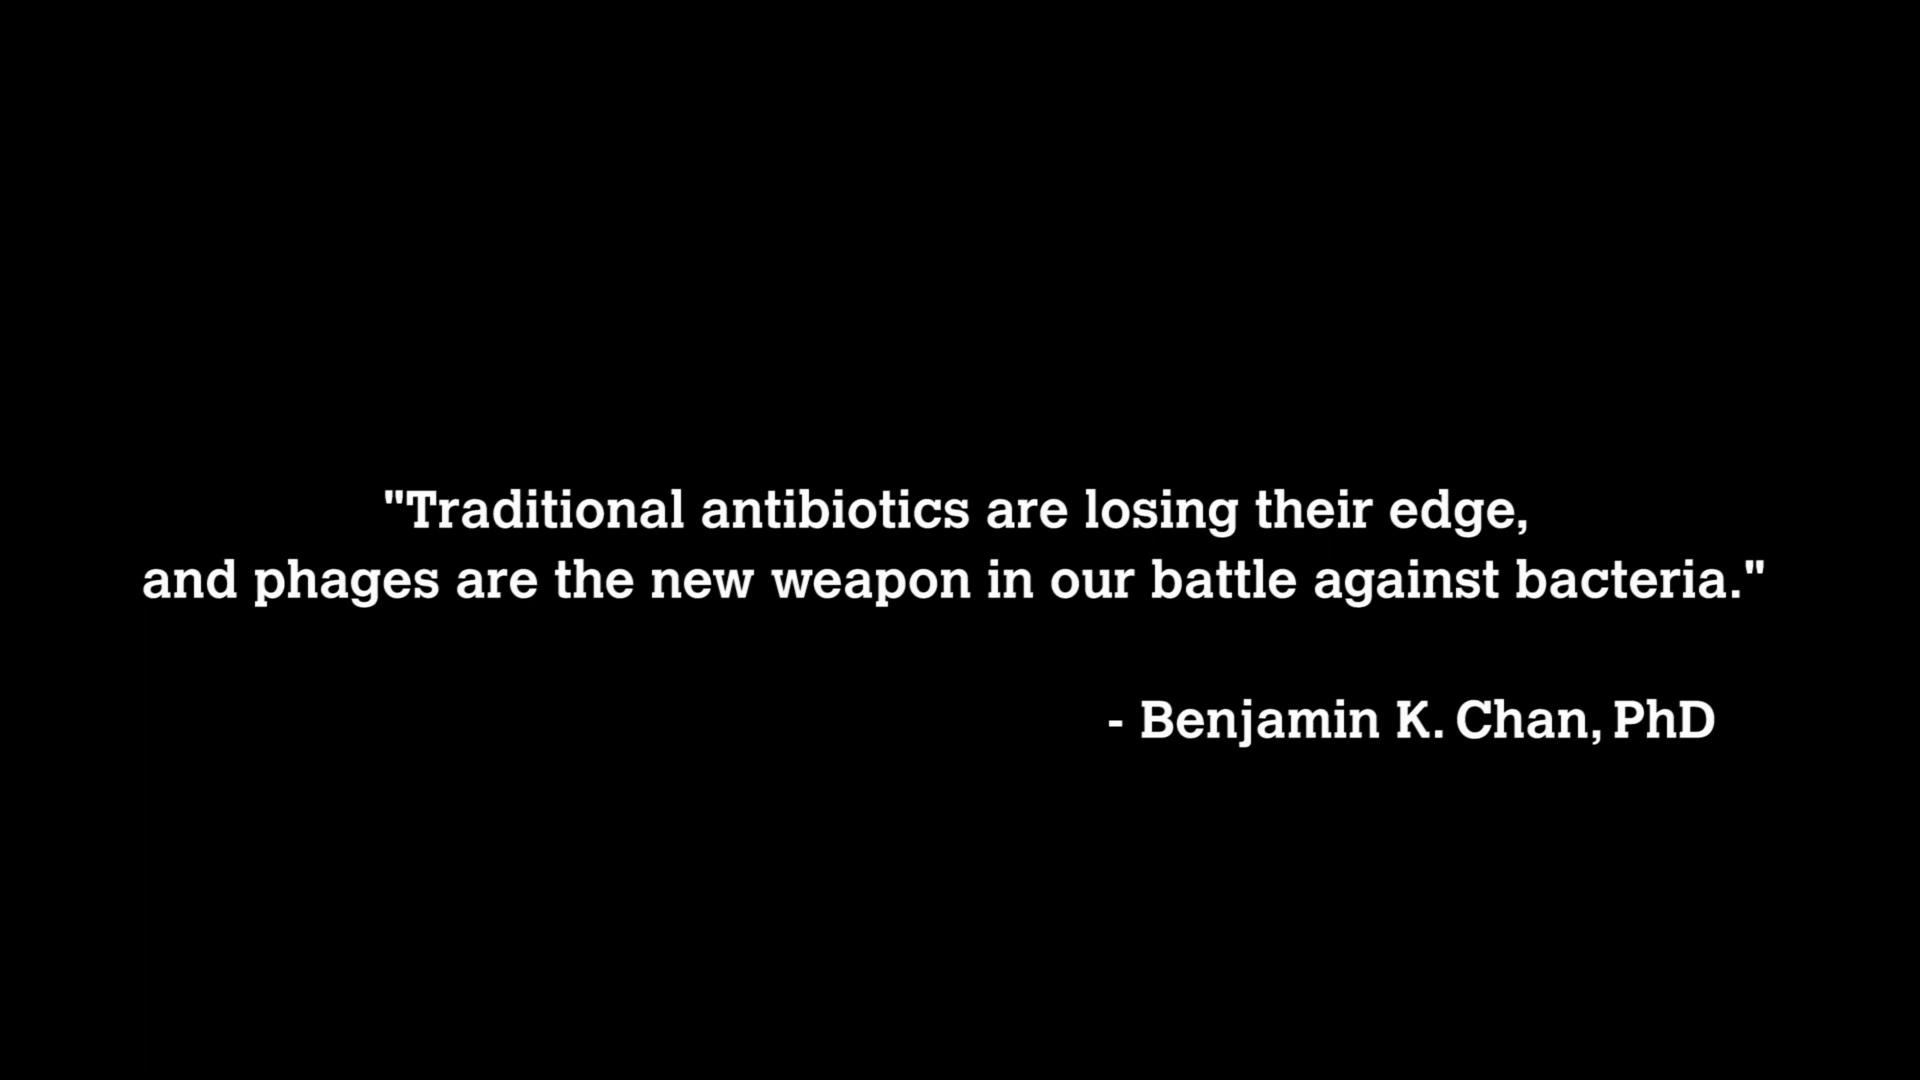 "Traditional antibiotics are losing their edge,
and phages are the new weapon in our battle against bacteria."
- Benjamin K. Chan, PhD